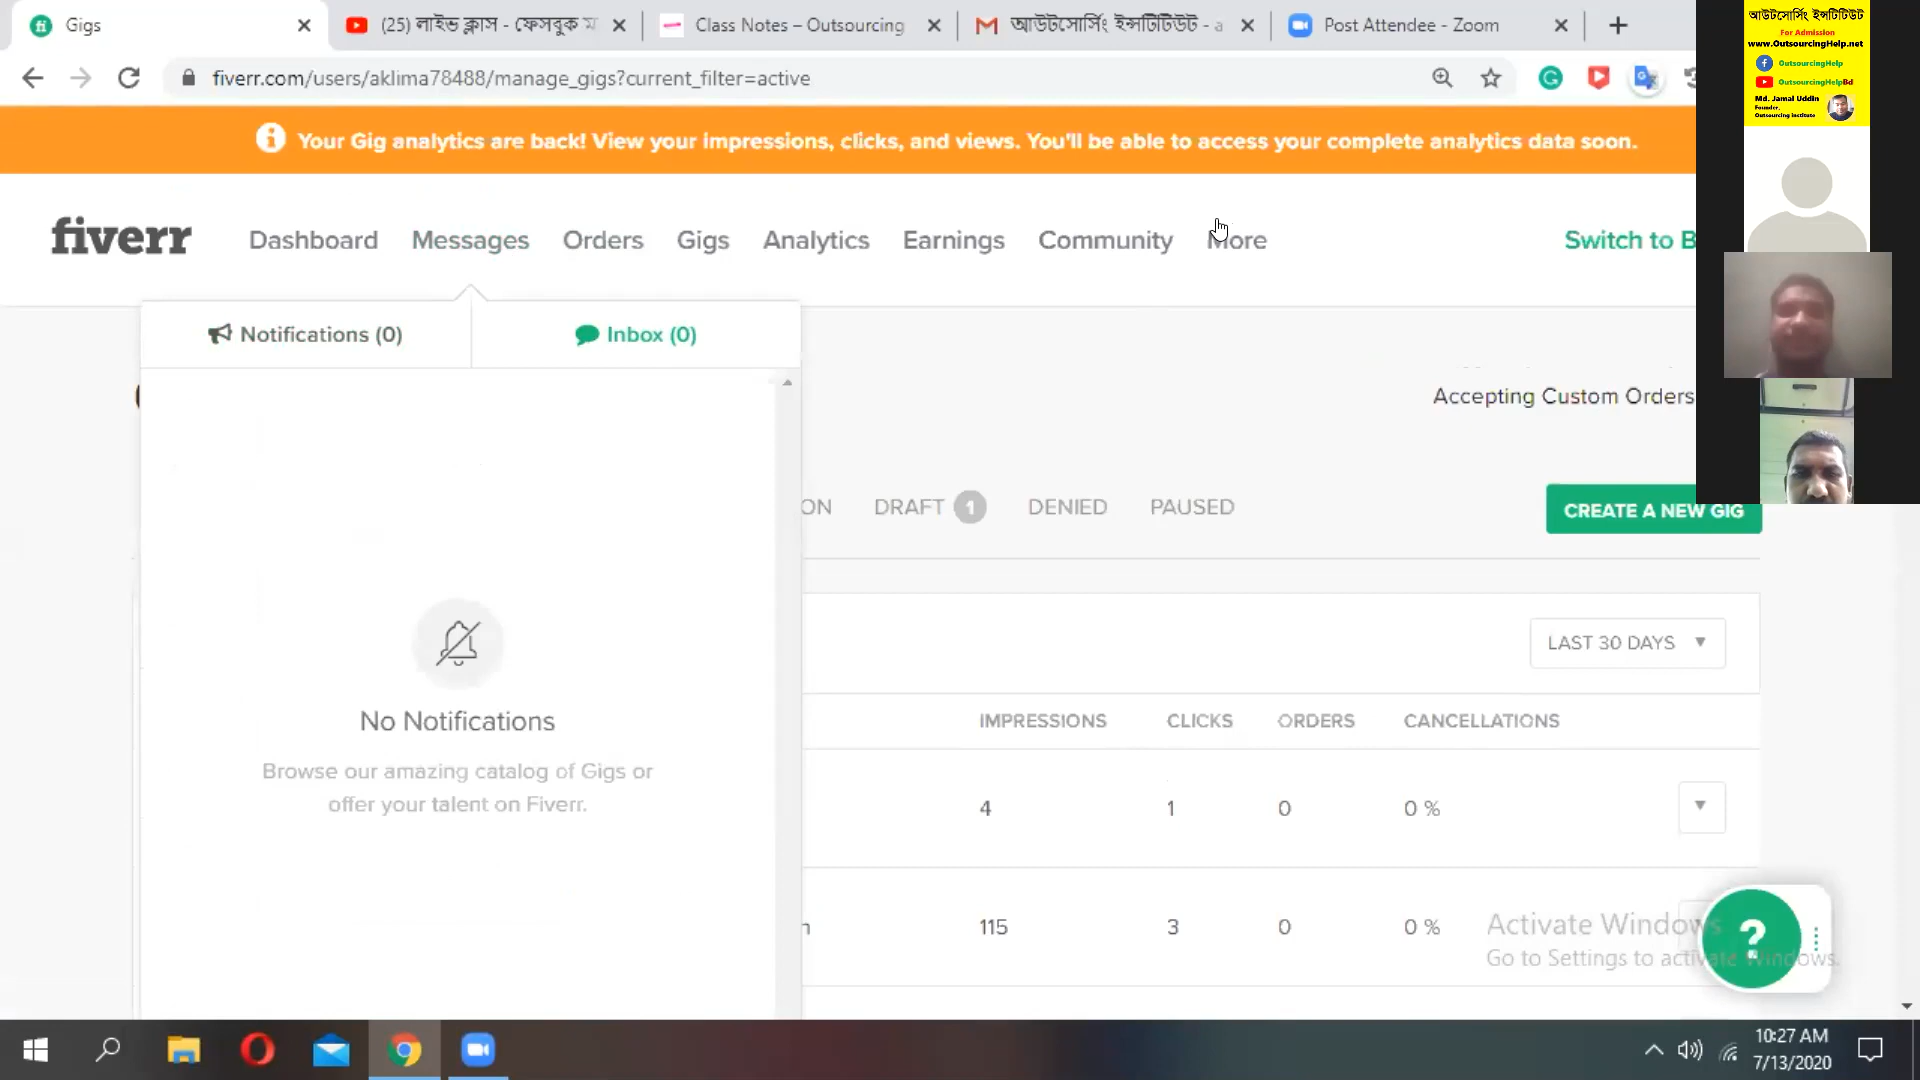 Gigs
(25) লাইভ ক্লাস - ফেসবুক ম
Class Notes – Outsourcing
আউটসোর্সিং ইন্সটিটিউট - a
Post Attendee - Zoom
fiverr.com/users/aklima78488/manage_gigs?current_filter=active
আউটসোর্সিং ইন্সটিটিউট
For Admission
www.OutsourcingHelp.net
OutsourcingHelp
OutsourcingHelpBd
Md. Jamal Uddin
Founder,
Outsourcing Institute
Your Gig analytics are back! View your impressions, clicks, and views. You'll be able to access your complete analytics data soon.
fiverr
Dashboard
Messages
Orders
Gigs
Analytics
Earnings
Community
More
Switch to B
Notifications (0)
Inbox (0)
Accepting Custom Orders
ON
DRAFT 1
DENIED
PAUSED
CREATE A NEW GIG
LAST 30 DAYS
No Notifications
Browse our amazing catalog of Gigs or
offer your talent on Fiverr.
IMPRESSIONS CLICKS ORDERS CANCELLATIONS
4 1 0 0 %
n 115 3 0 0 %
Activate Windows
Go to Settings to activate Windows.
?
10:27 AM
7/13/2020